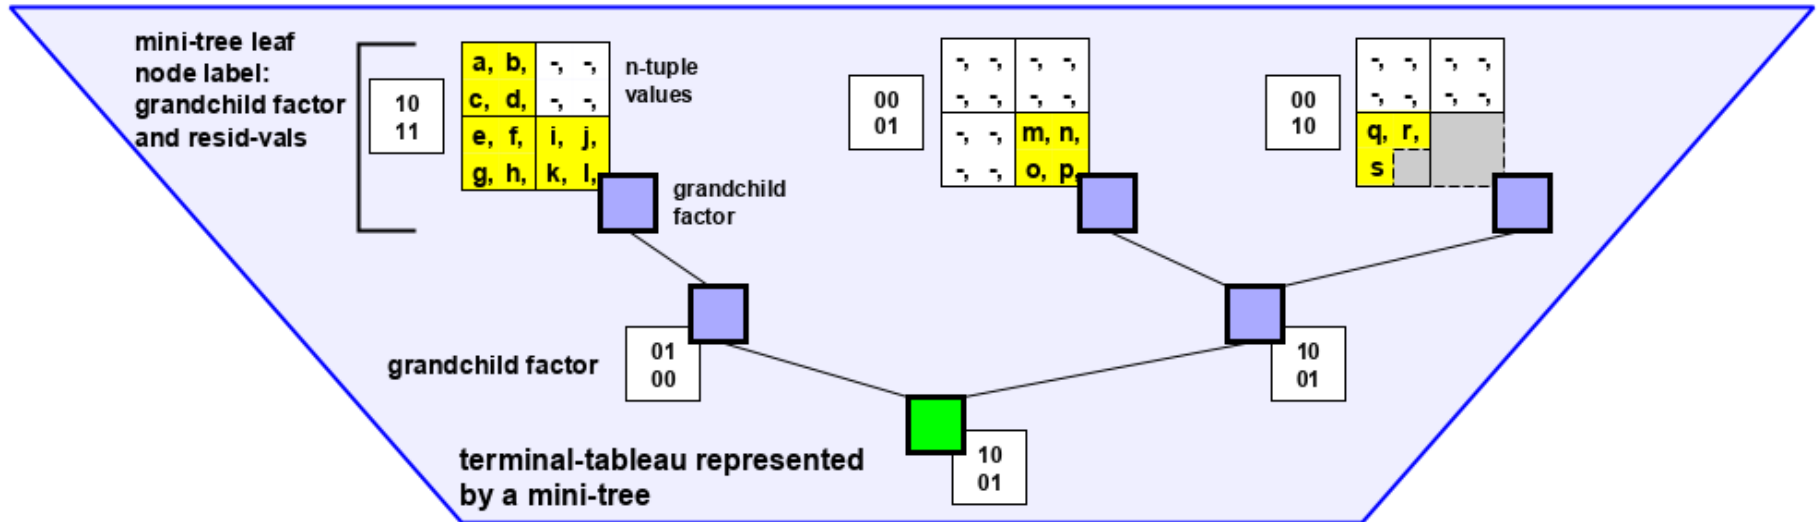 mini-tree leaf
node label:
grandchild factor
and resid-vals
10
11
a, b, -, -,
c, d, -, -,
e, f, i, j,
g, h, k, l,
n-tuple
values
grandchild
factor
00
01
-, -, -, -,
-, -, -, -,
-, -, m, n,
-, -, o, p,
00
10
-, -, -, -,
-, -, -, -,
q, r,
s
grandchild factor
01
00
10
01
terminal-tableau represented
by a mini-tree
10
01